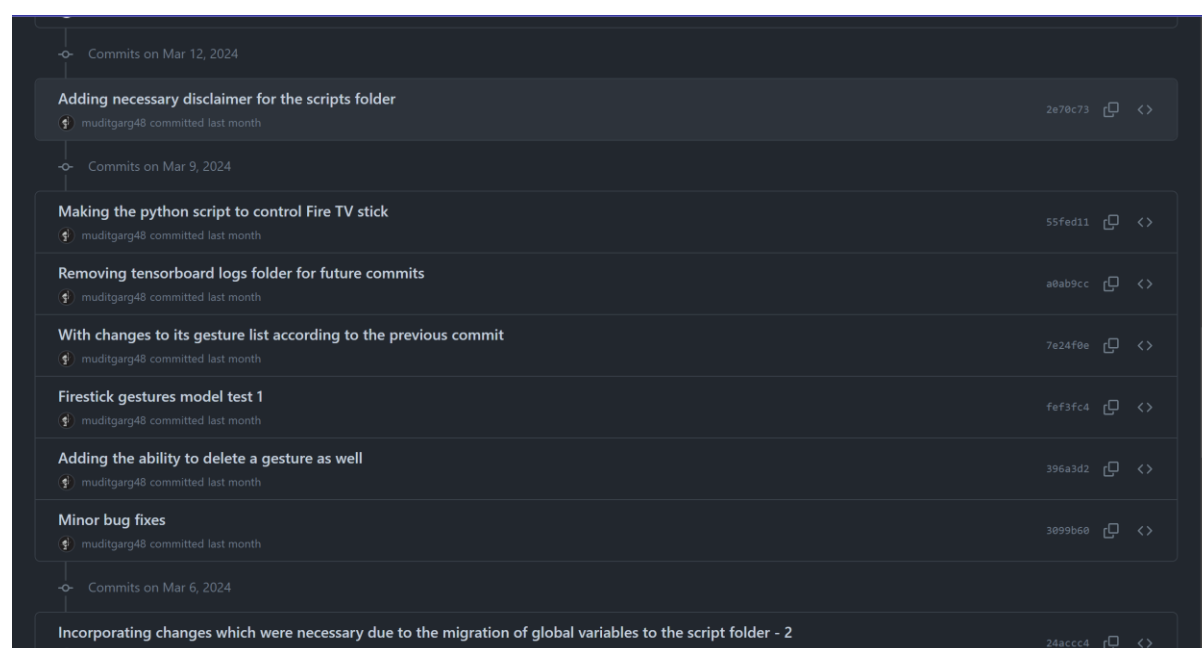 Commits on Mar 12, 2024
Adding necessary disclaimer for the scripts folder
2e70c73
muditgarg48 committed last month
Commits on Mar 9, 2024
Making the python script to control Fire TV stick
55fed11
muditgarg48 committed last month
Removing tensorboard logs folder for future commits
a0ab9cc
muditgarg48 committed last month
With changes to its gesture list according to the previous commit
7e24f0e
muditgarg48 committed last month
Firestick gestures model test 1
fef3fc4
muditgarg48 committed last month
Adding the ability to delete a gesture as well
396a3d2
muditgarg48 committed last month
Minor bug fixes
3099b60
muditgarg48 committed last month
Commits on Mar 6, 2024
Incorporating changes which were necessary due to the migration of global variables to the script folder - 2
24accc4